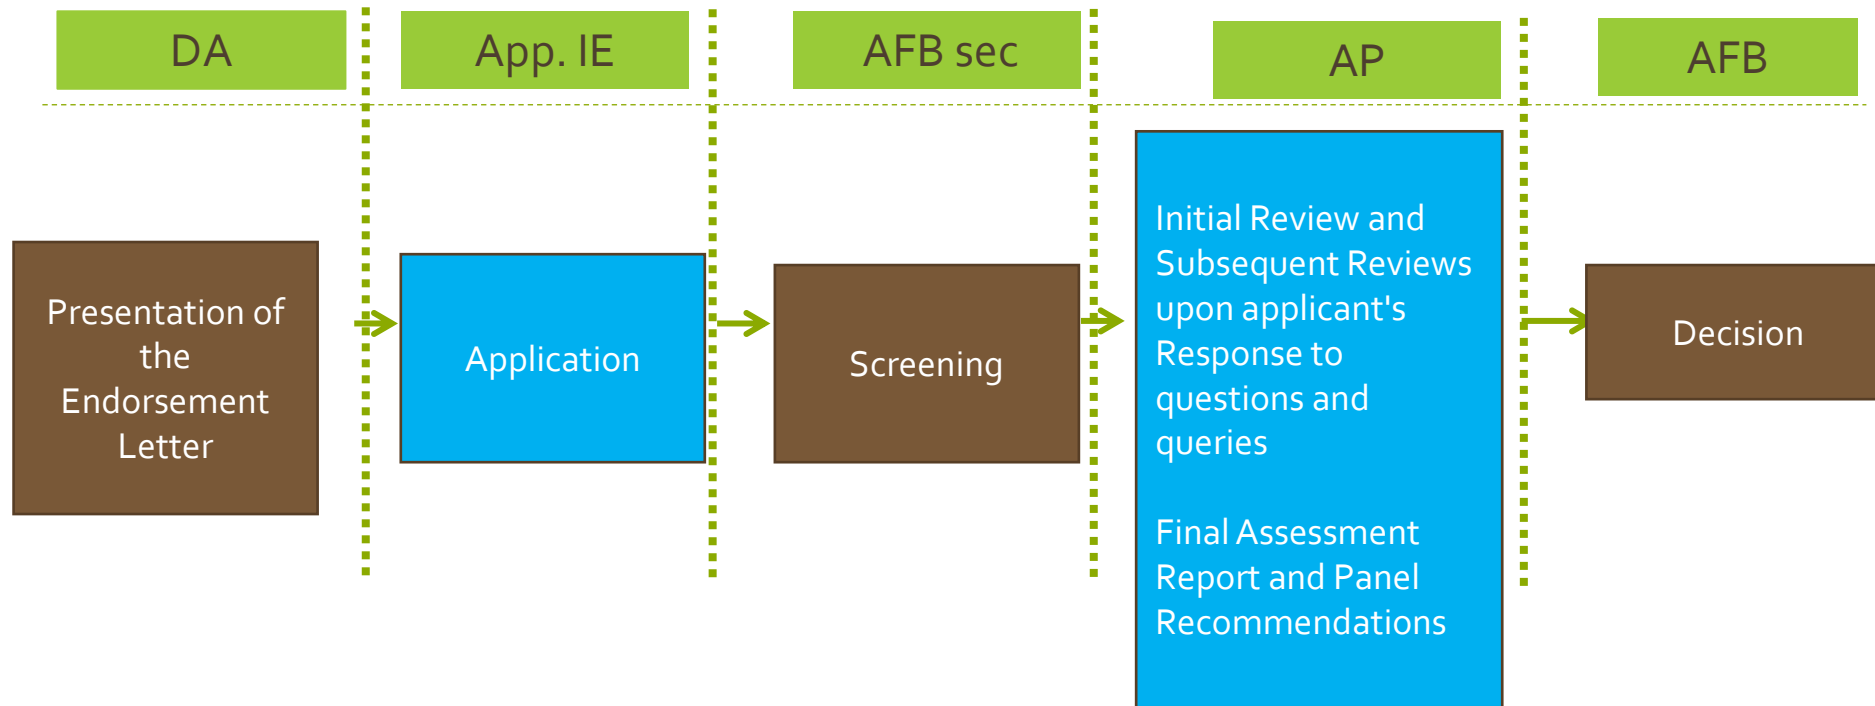 DA
App. IE
AFB sec
AP
AFB
Presentation of
the
Endorsement
Letter
Application
Screening
Initial Review and
Subsequent Reviews
upon applicant's
Response to
questions and
queries
Final Assessment
Report and Panel
Recommendations
Decision